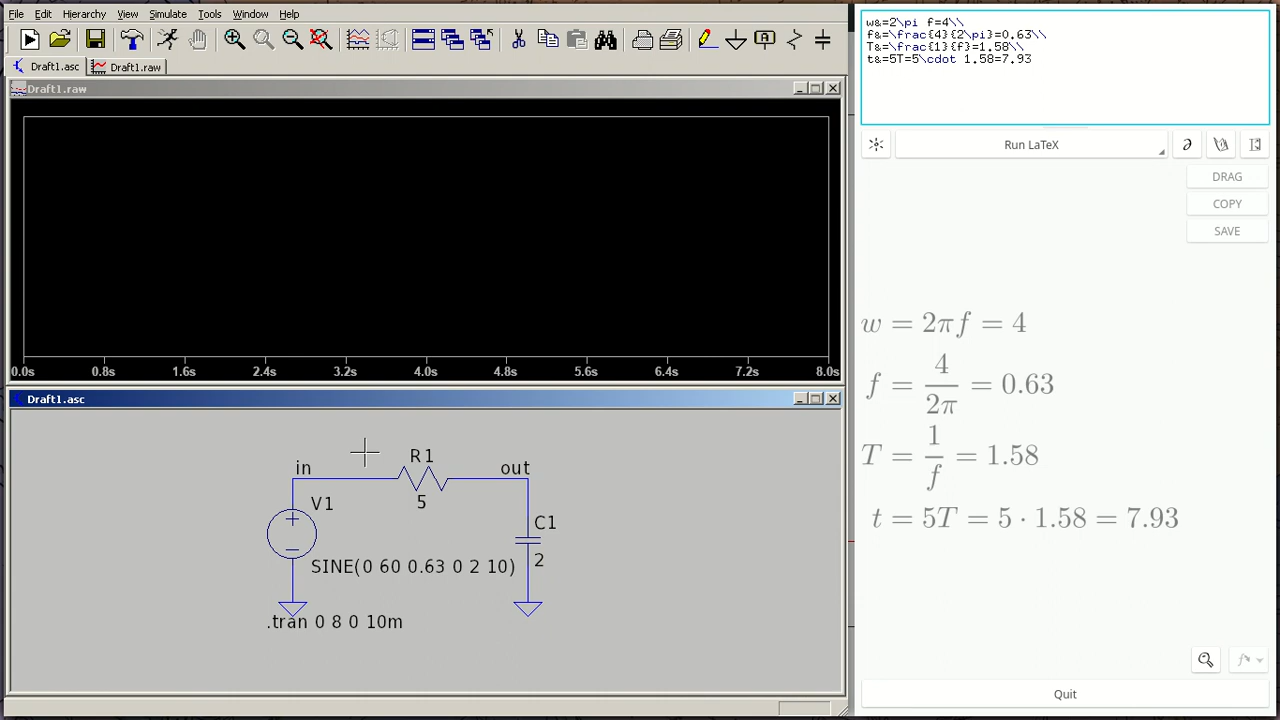 File Edit Hierarchy View Simulate Tools Window Help
Draft1.asc Draft1.raw
Draft1.raw
0.0s 0.8s 1.6s 2.4s 3.2s 4.0s 4.8s 5.6s 6.4s 7.2s 8.0s
Draft1.asc
R1
in out
5
V1
C1
2
SINE(0 60 0.63 0 2 10)
.tran 0 8 0 10m
w&=2\pi f=4\\
f&=\frac{4}{2\pi}=0.63\\
T&=\frac{1}{f}=1.58\\
t&=5T=5\cdot 1.58=7.93
Run LaTeX
DRAG
COPY
SAVE
w = 2πf = 4
f = 4/2π = 0.63
T = 1/f = 1.58
t = 5T = 5 · 1.58 = 7.93
Quit